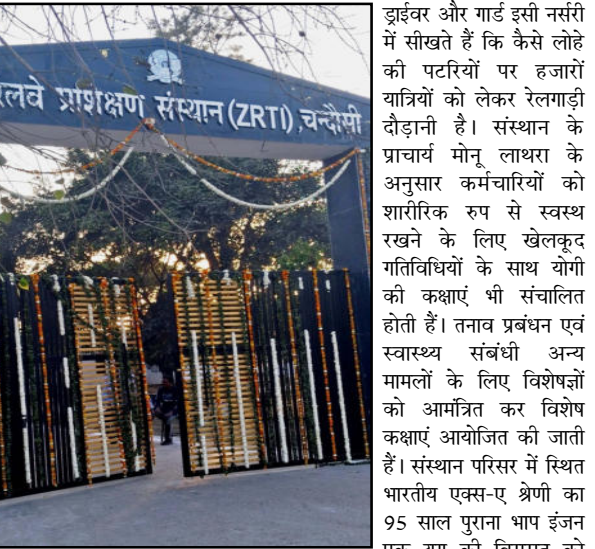 रेलवे प्रशिक्षण संस्थान (ZRTI), चन्दौसी
ड्राईवर और गार्ड इसी नर्सरी
में सीखते हैं कि कैसे लोहे
की पटरियों पर हजारों
यात्रियों को लेकर रेलगाड़ी
दौड़ानी है। संस्थान के
प्राचार्य मोनू लाथरा के
अनुसार कर्मचारियों को
शारीरिक रुप से स्वस्थ
रखने के लिए खेलकूद
गतिविधियों के साथ योगी
की कक्षाएं भी संचालित
होती हैं। तनाव प्रबंधन एवं
स्वास्थ्य संबंधी अन्य
मामलों के लिए विशेषज्ञों
को आमंत्रित कर विशेष
कक्षाएं आयोजित की जाती
हैं। संस्थान परिसर में स्थित
भारतीय एक्स-ए श्रेणी का
95 साल पुराना भाप इंजन